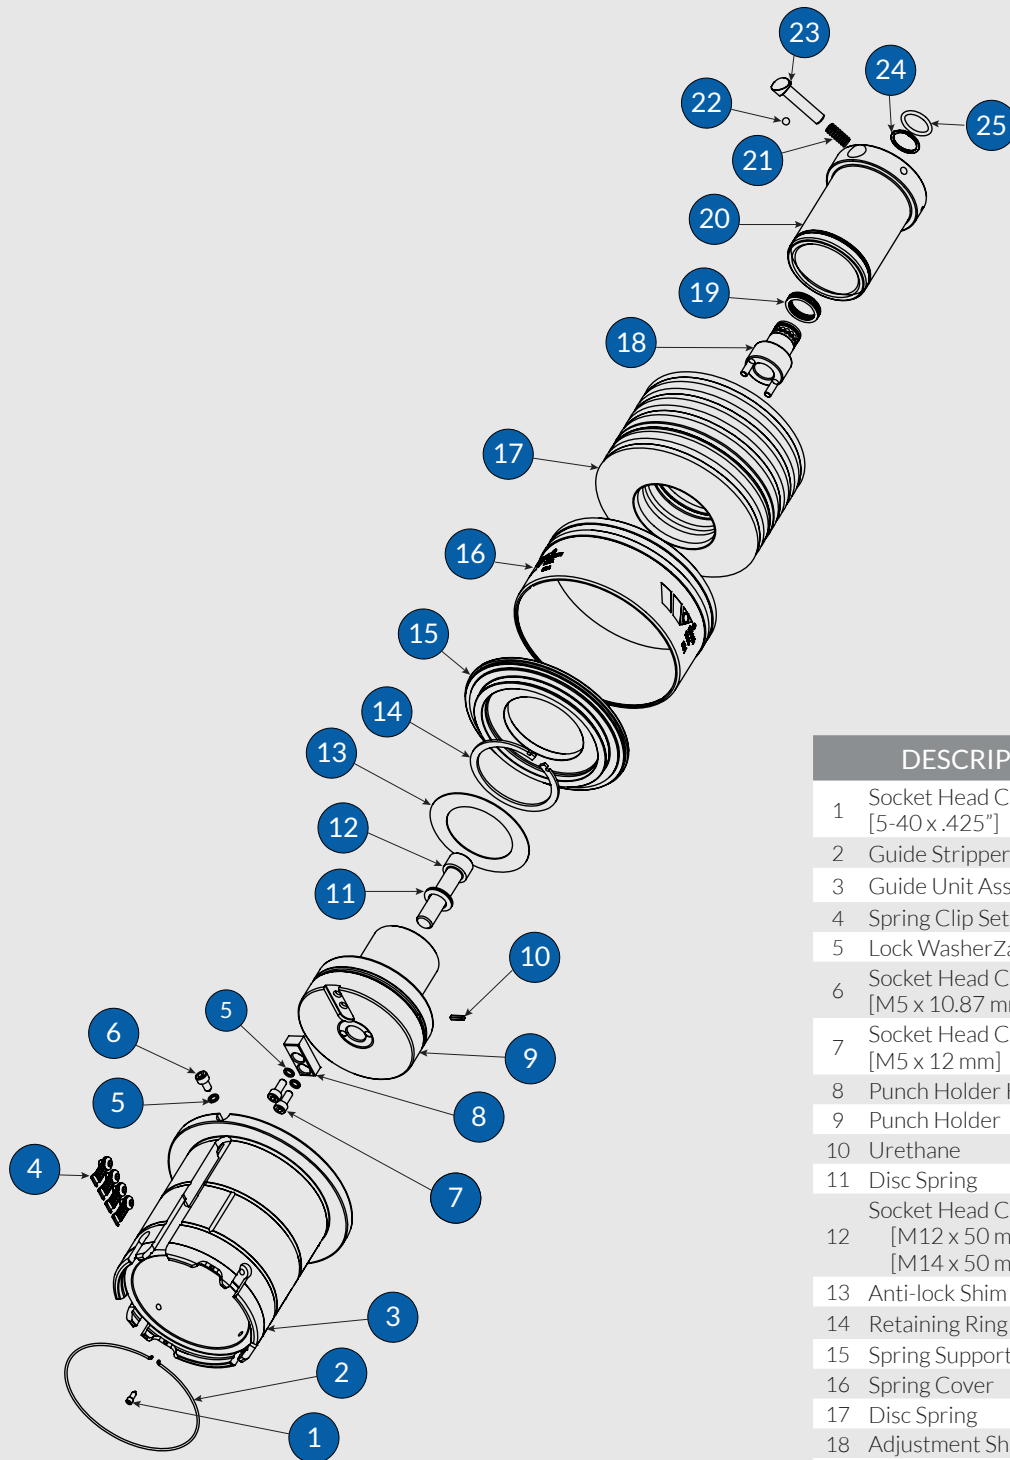 23
24
22
25
21
20
19
18
17
16
15
14
13
12
11
10
5
6
9
5
8
4
7
3
2
1
DESCRIP
1 Socket Head C
[5-40 x .425”]
2 Guide Stripper
3 Guide Unit Ass
4 Spring Clip Set
5 Lock WasherZa
6 Socket Head C
[M5 x 10.87 mm
7 Socket Head C
[M5 x 12 mm]
8 Punch Holder
9 Punch Holder
10 Urethane
11 Disc Spring
12 Socket Head C
[M12 x 50 m
[M14 x 50 m
13 Anti-lock Shim
14 Retaining Ring
15 Spring Support
16 Spring Cover
17 Disc Spring
18 Adjustment Sh